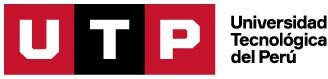 UTP
Universidad
Tecnológica
del Perú